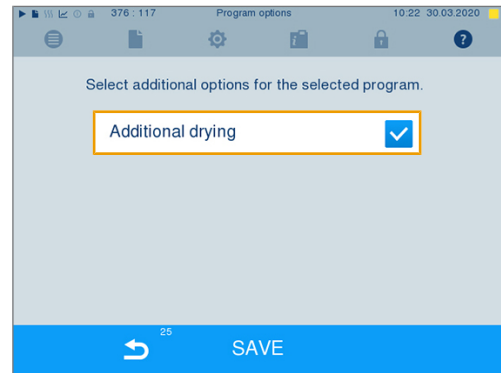 376 : 117 Program options 10:22 30.03.2020
?
Select additional options for the selected program.
Additional drying
25
SAVE